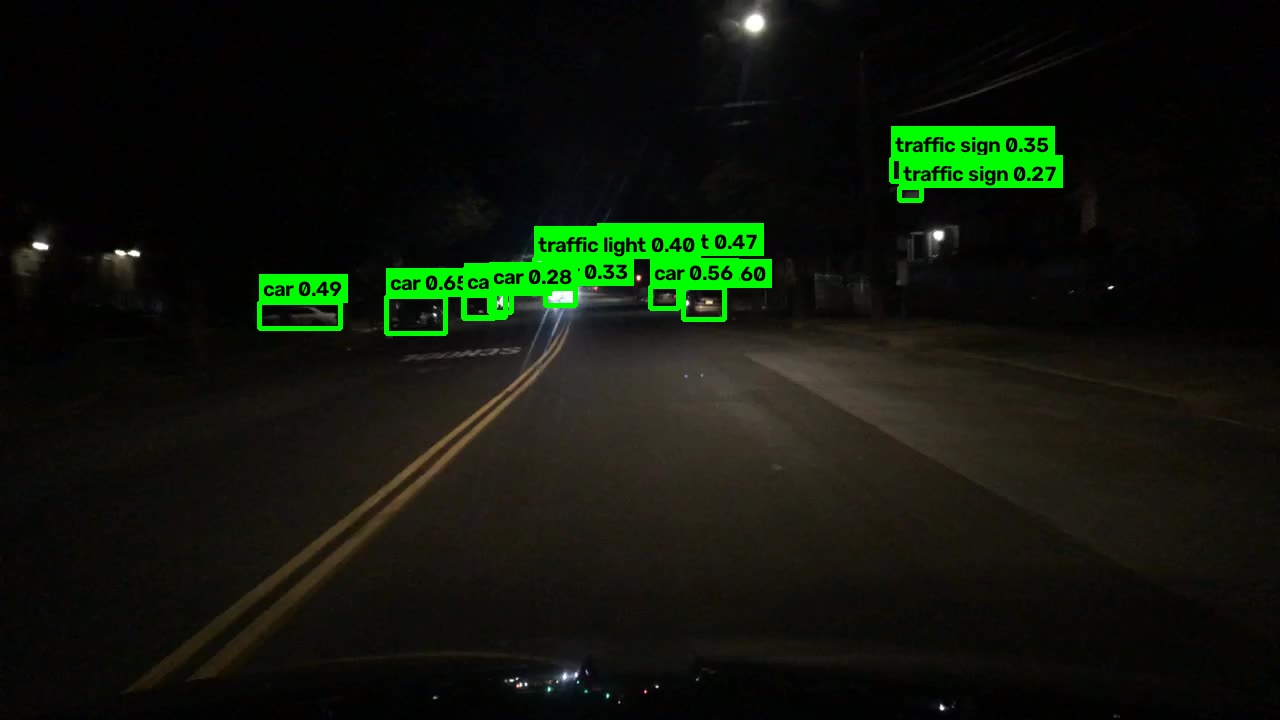 traffic sign 0.35
traffic sign 0.27
traffic light 0.40
t 0.47
car 0.49
car 0.65
ca
car 0.28
0.33
car 0.56
60
SCHOOL